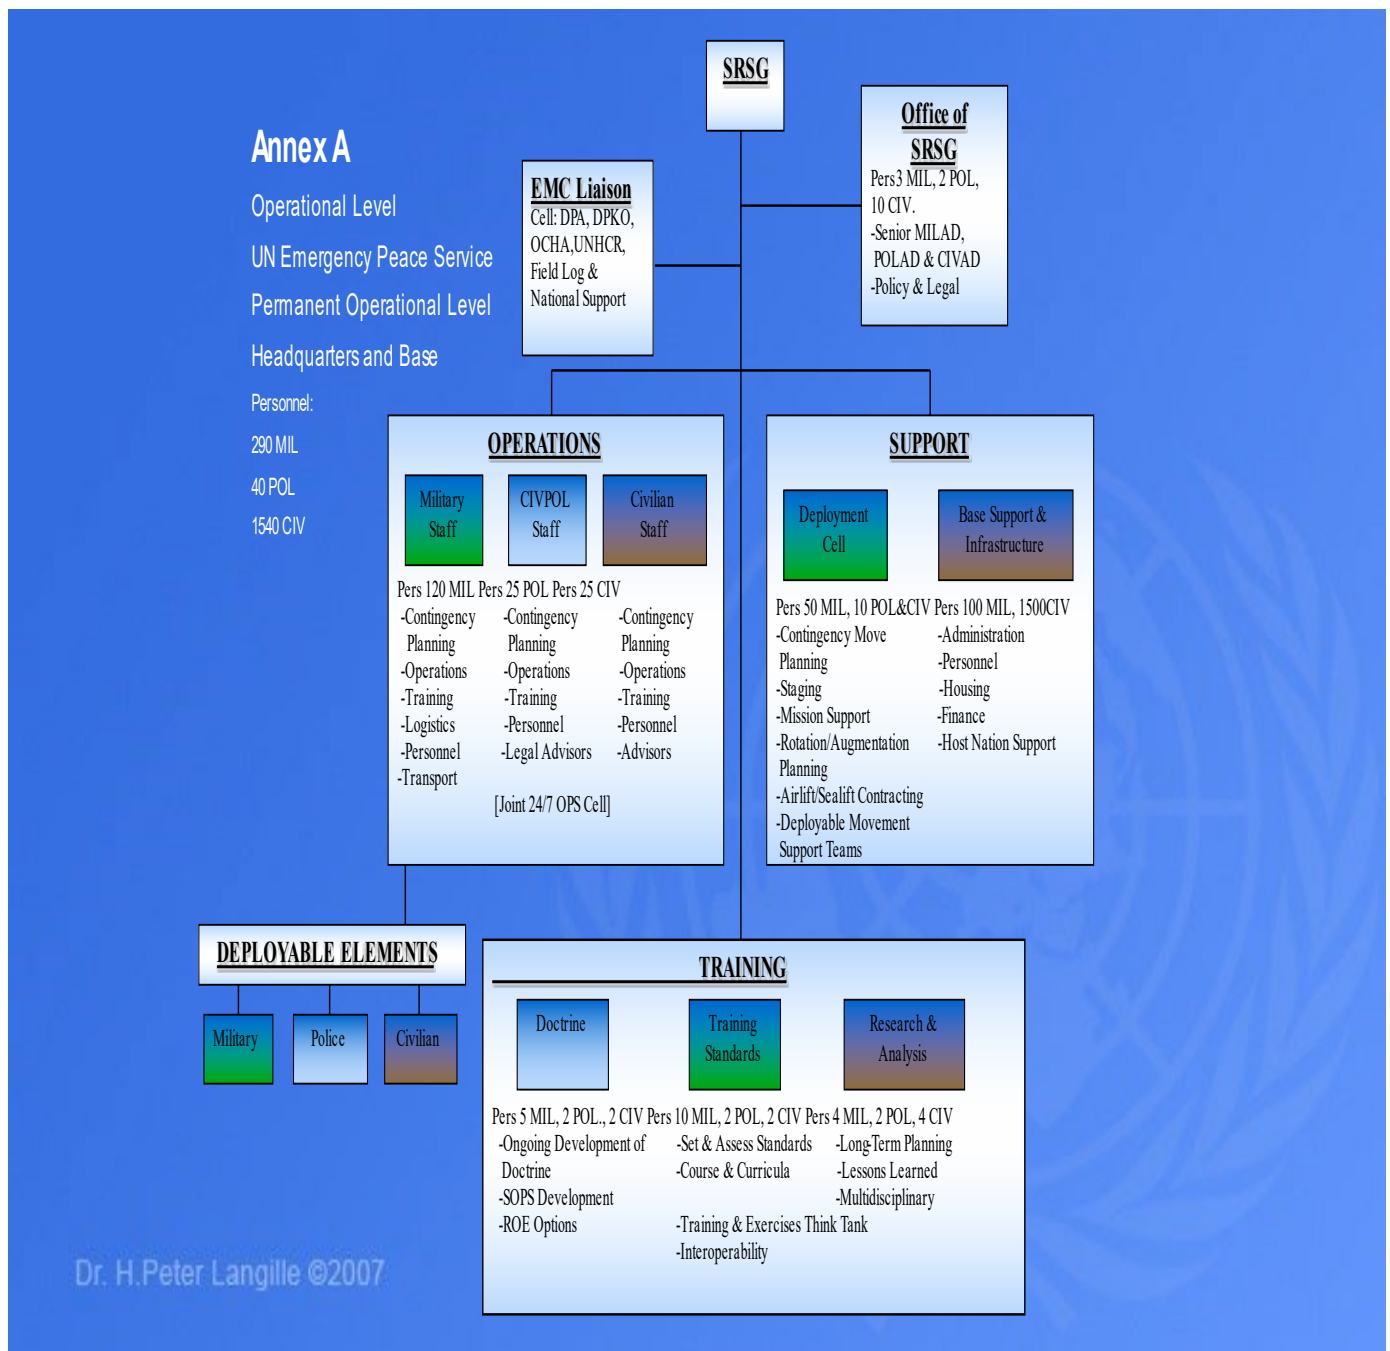 SRSG
Office of
SRSG
Pers 3 MIL, 2 POL,
10 CIV.
-Senior MILAD,
POLAD & CIVAD
-Policy & Legal
Annex A
Operational Level
UN Emergency Peace Service
Permanent Operational Level
Headquarters and Base
Personnel:
290 MIL
40 POL
1540 CIV
EMC Liaison
Cell: DPA, DPKO,
OCHA,UNHCR,
Field Log &
National Support
OPERATIONS
Military
Staff
CIVPOL
Staff
Civilian
Staff
Pers 120 MIL Pers 25 POL Pers 25 CIV
-Contingency
Planning
-Operations
-Training
-Logistics
-Personnel
-Transport
-Contingency
Planning
-Operations
-Training
-Personnel
-Legal Advisors
-Contingency
Planning
-Operations
-Training
-Personnel
-Advisors
[Joint 24/7 OPS Cell]
SUPPORT
Deployment
Cell
Base Support &
Infrastructure
Pers 50 MIL, 10 POL&CIV Pers 100 MIL, 1500CIV
-Contingency Move
Planning
-Staging
-Mission Support
-Rotation/Augmentation
Planning
-Airlift/Sealift Contracting
-Deployable Movement
Support Teams
-Administration
-Personnel
-Housing
-Finance
-Host Nation Support
DEPLOYABLE ELEMENTS
Military
Police
Civilian
TRAINING
Doctrine
Training
Standards
Research &
Analysis
Pers 5 MIL, 2 POL., 2 CIV Pers 10 MIL, 2 POL, 2 CIV Pers 4 MIL, 2 POL, 4 CIV
-Ongoing Development of
Doctrine
-SOPS Development
-ROE Options
-Set & Assess Standards
-Course & Curricula
-Long-Term Planning
-Lessons Learned
-Multidisciplinary
-Training & Exercises Think Tank
-Interoperability
Dr. H.Peter Langille ©2007